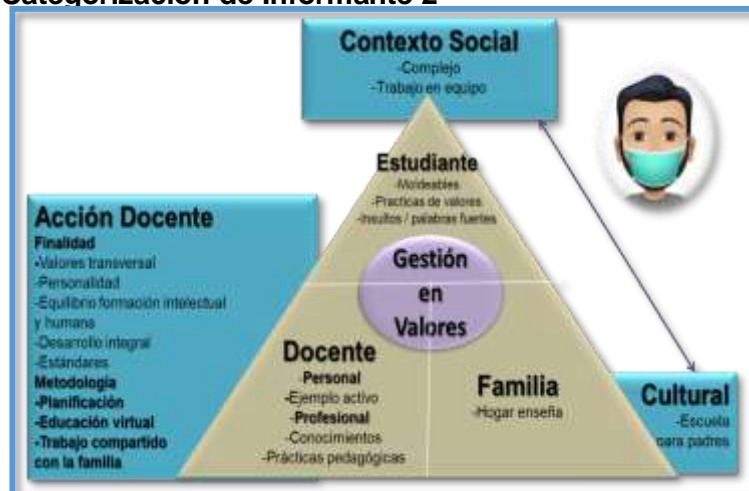 Categorización de Informante 2
Contexto Social
-Complejo
-Trabajo en equipo
Estudiante
-Moldeables
-Practicas de valores
-Insultos / palabras fuertes
Gestión
en
Valores
Acción Docente
Finalidad
-Valores transversal
-Personalidad
-Equilibrio formación intelectual
y humana
-Desarrollo integral
-Estándares
Metodología
-Planificación
-Educación virtual
-Trabajo compartido
con la familia
Docente
-Personal
-Ejemplo activo
-Profesional
-Conocimientos
-Prácticas pedagógicas
Familia
-Hogar enseña
Cultural
-Escuela
para padres